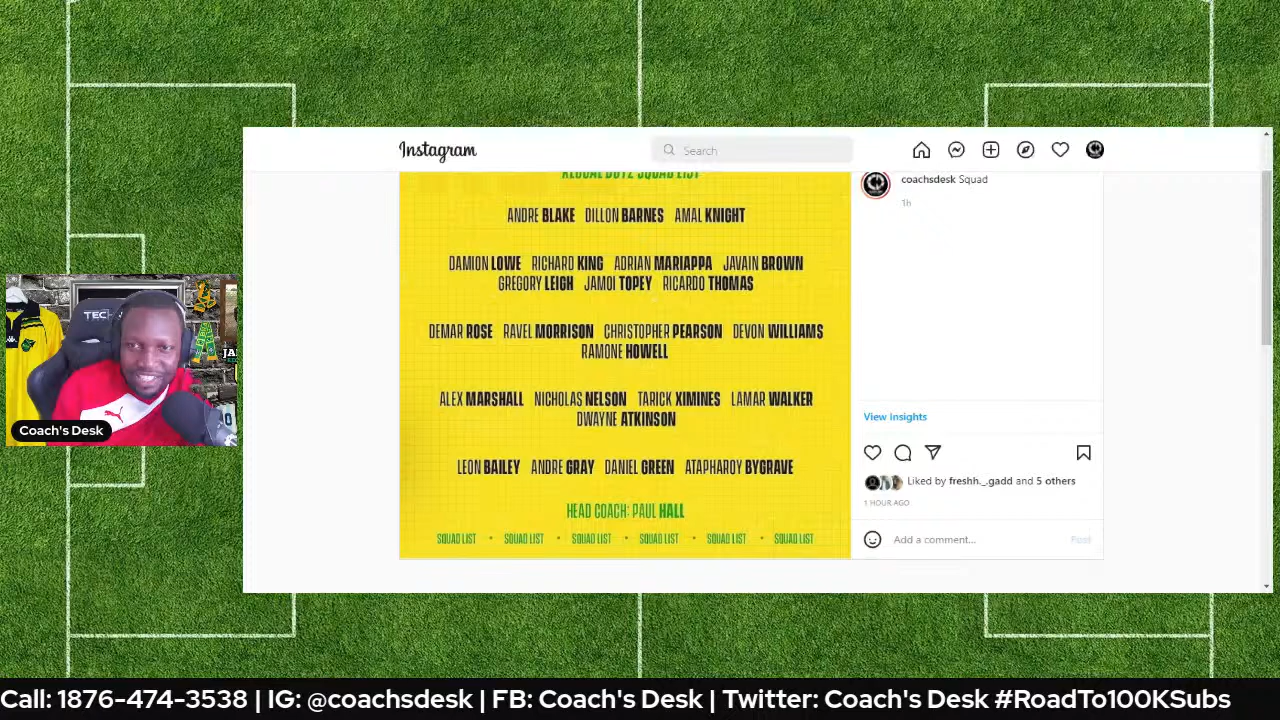 Instagram
Search
REGGAE BOYZ SQUAD LIST
coachsdesk Squad
1h
ANDRE BLAKE DILLON BARNES AMAL KNIGHT
DAMION LOWE RICHARD KING ADRIAN MARIAPPA JAVAIN BROWN
GREGORY LEIGH JAMOI TOPEY RICARDO THOMAS
DEMAR ROSE RAVEL MORRISON CHRISTOPHER PEARSON DEVON WILLIAMS
RAMONE HOWELL
ALEX MARSHALL NICHOLAS NELSON TARICK XIMINES LAMAR WALKER
DWAYNE ATKINSON
LEON BAILEY ANDRE GRAY DANIEL GREEN ATAPHAROY BYGRAVE
HEAD COACH: PAUL HALL
SQUAD LIST • SQUAD LIST • SQUAD LIST • SQUAD LIST • SQUAD LIST • SQUAD LIST
View Insights
Liked by freshh._.gadd and 5 others
1 HOUR AGO
Add a comment...
Post
TECH
Coach's Desk
Call: 1876-474-3538 | IG: @coachsdesk | FB: Coach's Desk | Twitter: Coach's Desk #RoadTo100KSubs